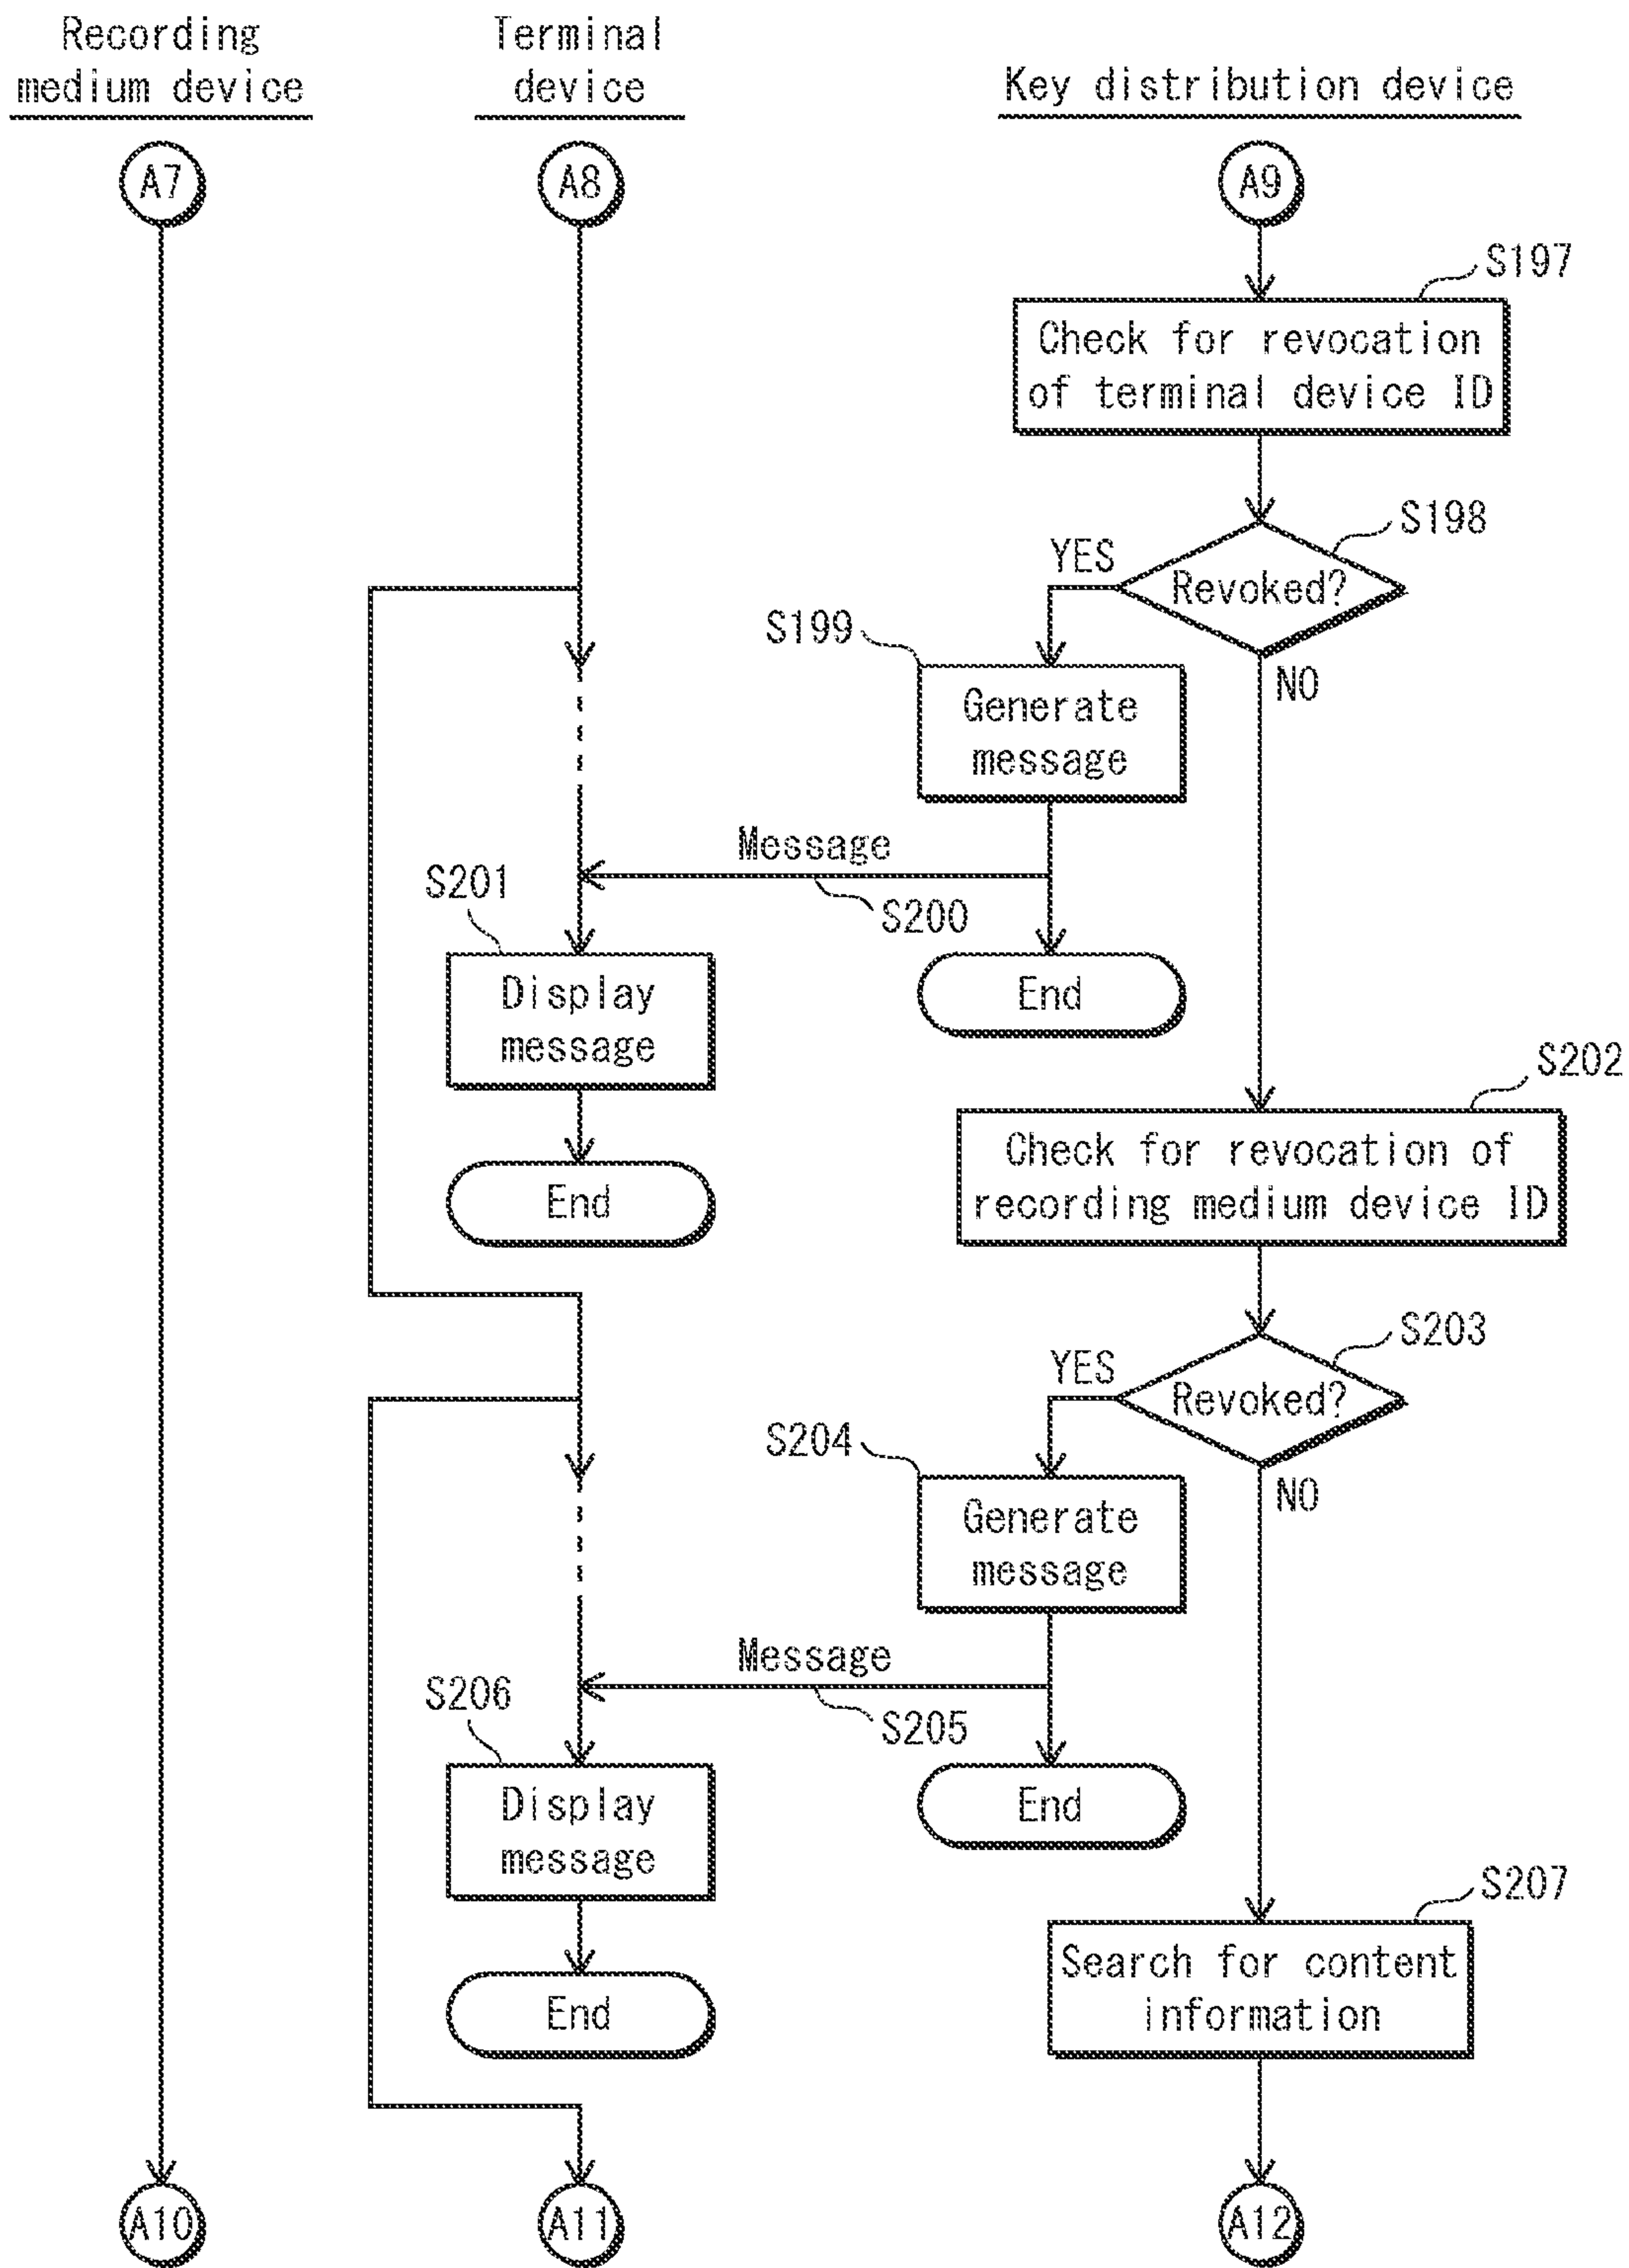 Recording
medium device
Terminal
device
Key distribution device
A7
A8
A9
S197
Check for revocation
of terminal device ID
S198
YES
Revoked?
NO
S199
Generate
message
Message
S200
S201
Display
message
End
End
S202
Check for revocation of
recording medium device ID
S203
YES
Revoked?
NO
S204
Generate
message
Message
S205
S206
Display
message
End
End
S207
Search for content
information
A10
A11
A12